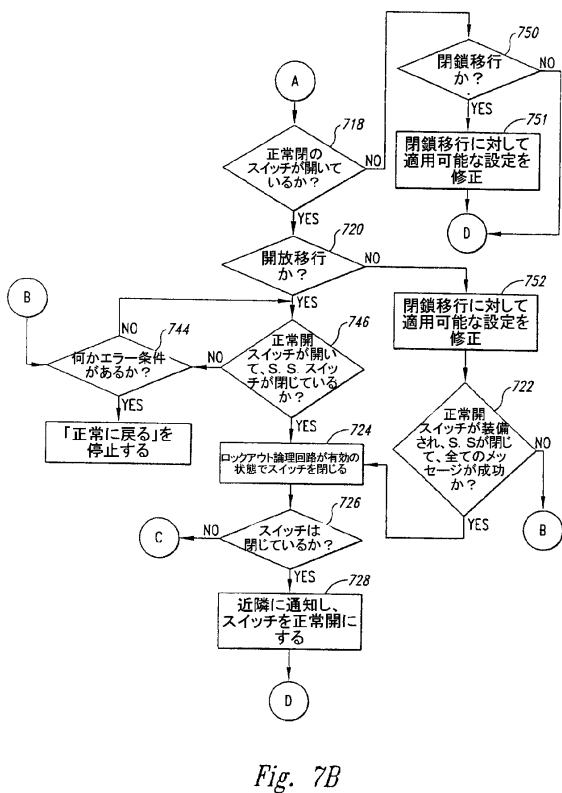 750
閉鎖移行
か?
NO
YES
751
閉鎖移行に対して
適用可能な設定を
修正
D
A
718
正常閉の
スイッチが開いて
いるか?
NO
YES
720
開放移行
か?
NO
YES
752
閉鎖移行に対して
適用可能な設定を
修正
B
NO
744
何かエラー条件
があるか?
YES
「正常に戻る」を
停止する
746
正常開
スイッチが開い
て、S. S. スイッ
チが閉じている
か?
NO
YES
722
正常開
スイッチが装備
され、S. Sが閉じ
て、全てのメッ
セージが成功
か?
NO
YES
B
724
ロックアウト論理回路が有効の
状態でスイッチを閉じる
726
スイッチは
閉じているか?
NO
C
YES
728
近隣に通知し、
スイッチを正常開に
する
D
Fig. 7B